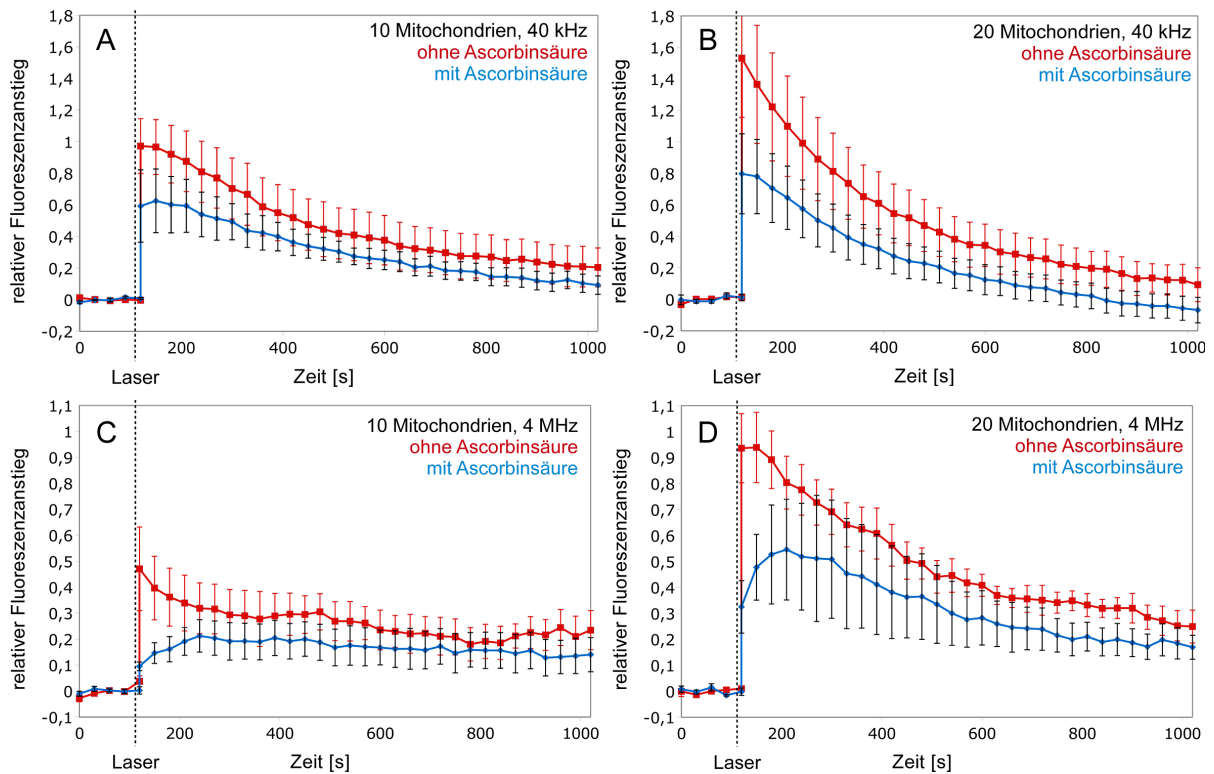 A
10 Mitochondrien, 40 kHz
ohne Ascorbinsäure
mit Ascorbinsäure
relativer Fluoreszenzanstieg
1,8
1,6
1,4
1,2
1
0,8
0,6
0,4
0,2
0
-0,2
0
200
400
600
800
1000
Laser
Zeit [s]
B
20 Mitochondrien, 40 kHz
ohne Ascorbinsäure
mit Ascorbinsäure
relativer Fluoreszenzanstieg
1,8
1,6
1,4
1,2
1
0,8
0,6
0,4
0,2
0
-0,2
0
200
400
600
800
1000
Laser
Zeit [s]
C
10 Mitochondrien, 4 MHz
ohne Ascorbinsäure
mit Ascorbinsäure
relativer Fluoreszenzanstieg
1,1
1
0,9
0,8
0,7
0,6
0,5
0,4
0,3
0,2
0,1
0
-0,1
0
200
400
600
800
1000
Laser
Zeit [s]
D
20 Mitochondrien, 4 MHz
ohne Ascorbinsäure
mit Ascorbinsäure
relativer Fluoreszenzanstieg
1,1
1
0,9
0,8
0,7
0,6
0,5
0,4
0,3
0,2
0,1
0
-0,1
0
200
400
600
800
1000
Laser
Zeit [s]